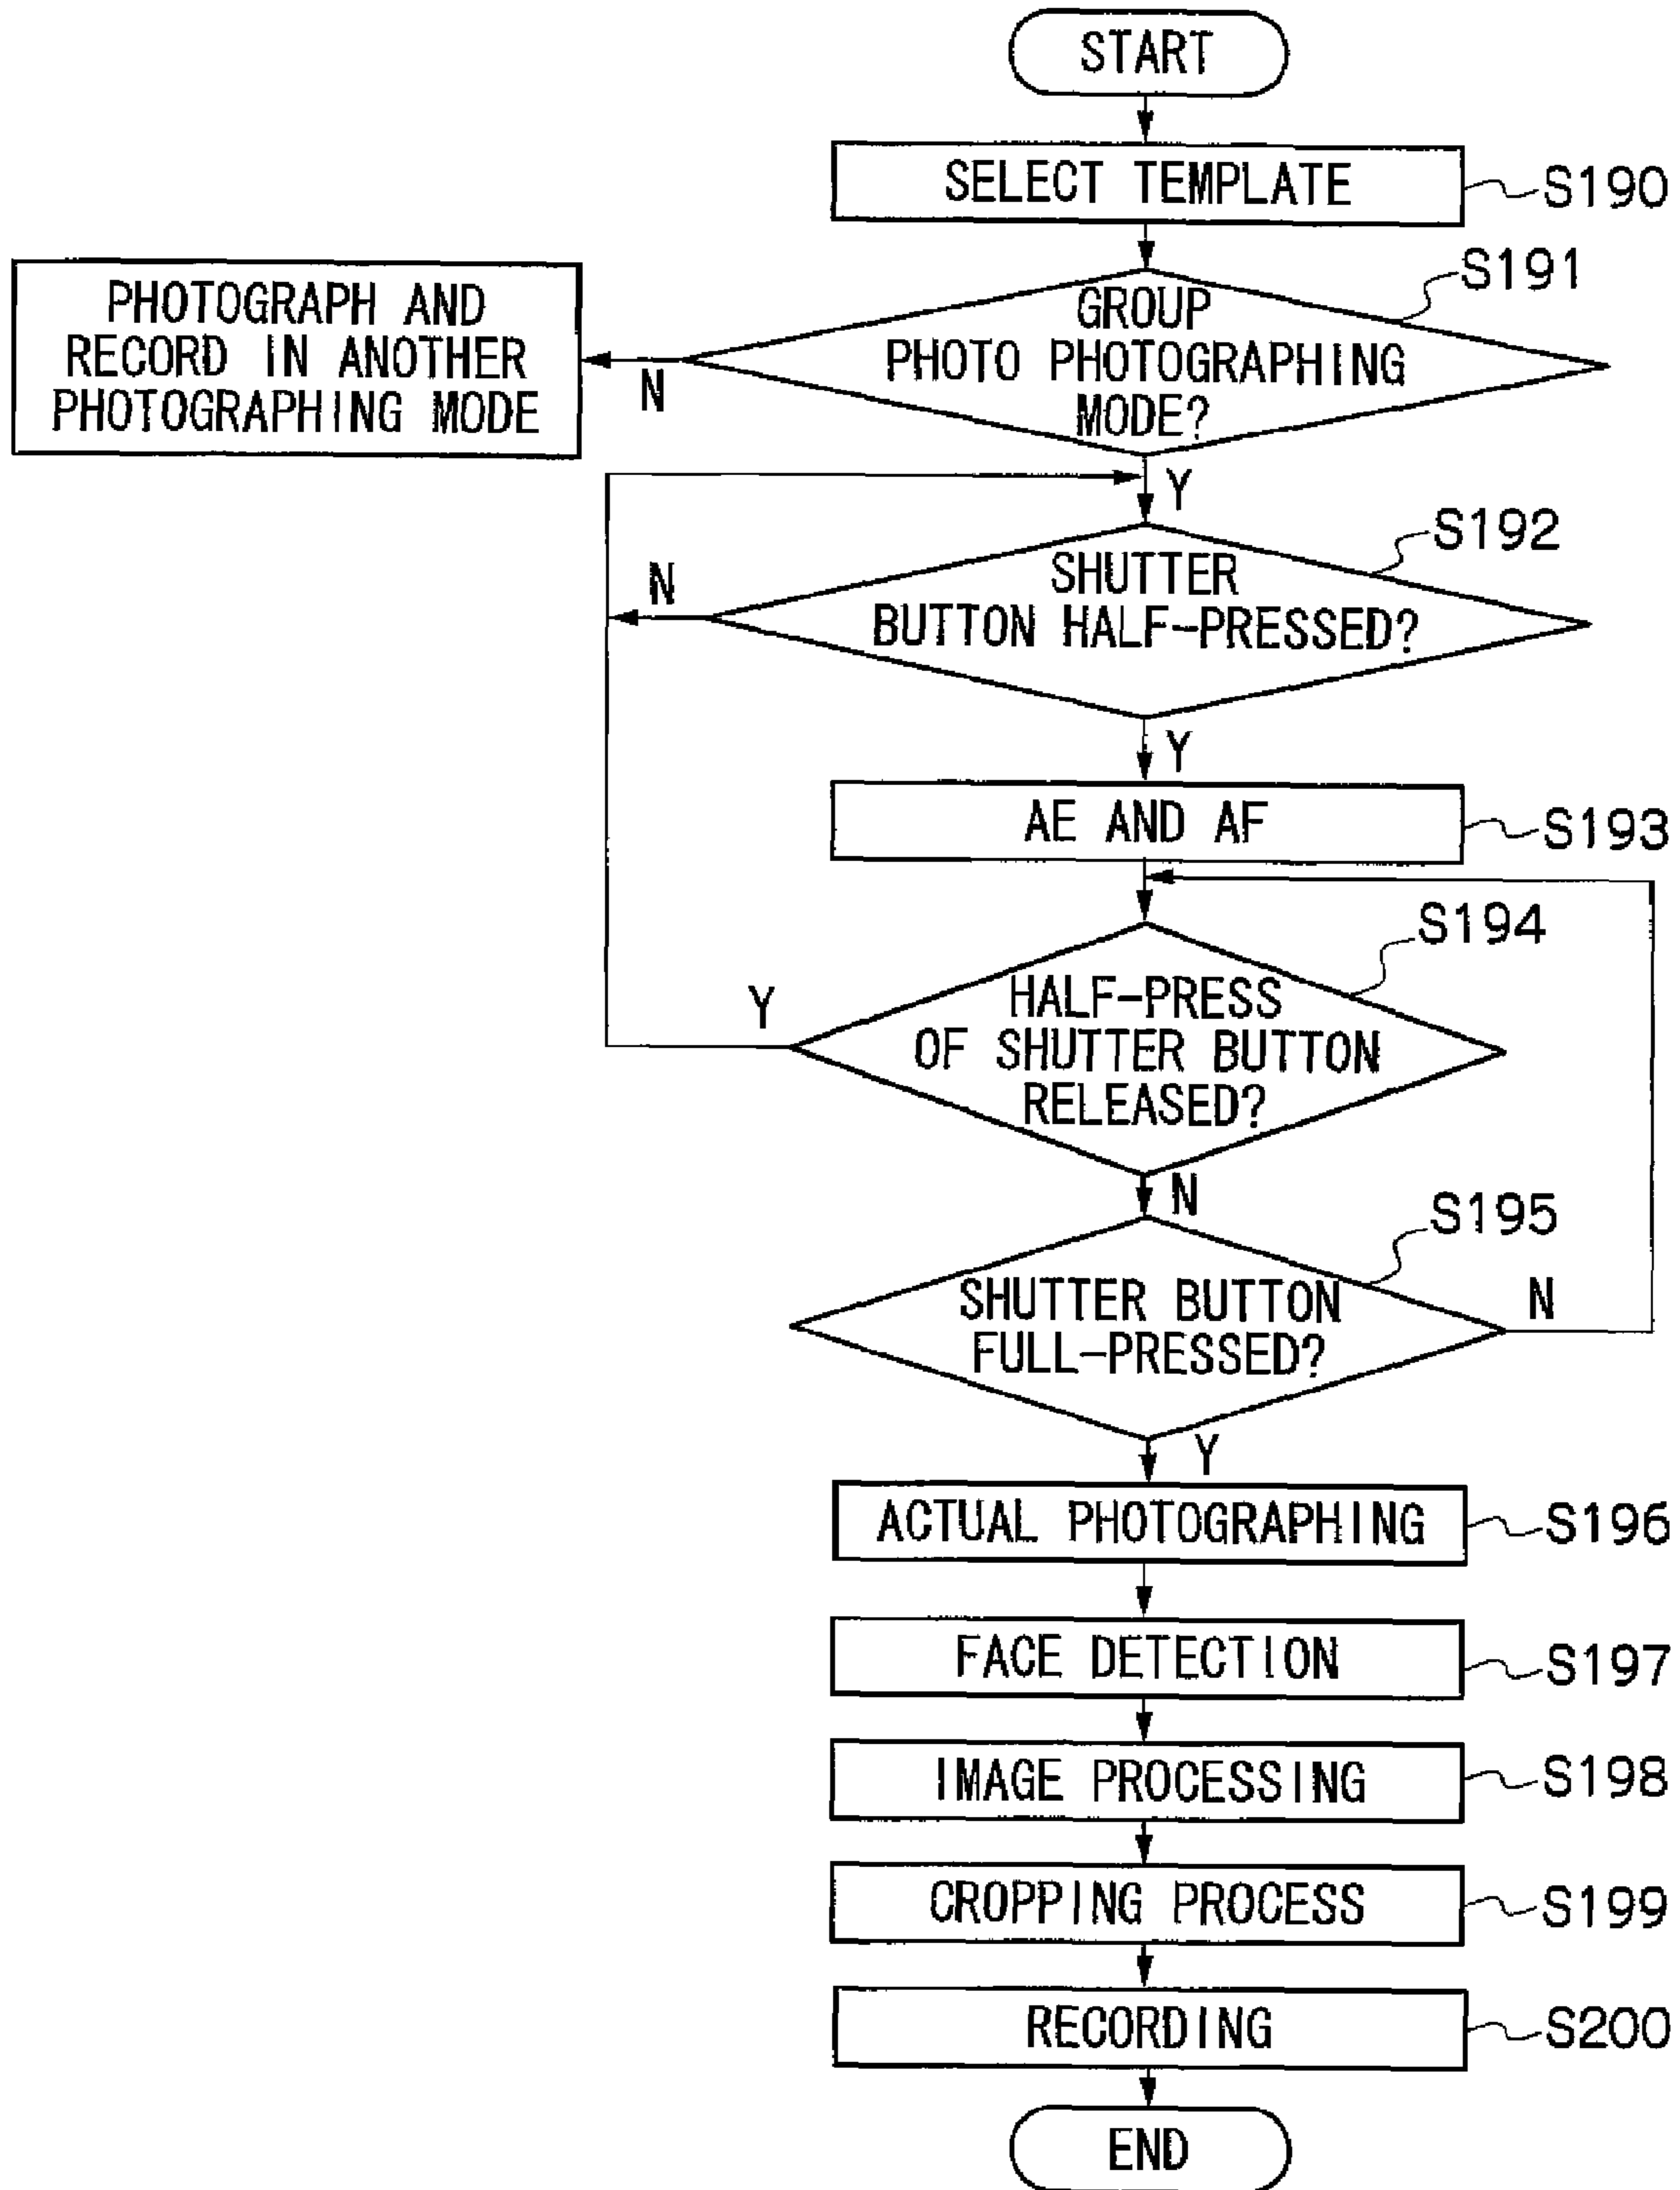 START
SELECT TEMPLATE
S190
S191
GROUP
PHOTO PHOTOGRAPHING
MODE?
PHOTOGRAPH AND
RECORD IN ANOTHER
PHOTOGRAPHING MODE
N
Y
S192
SHUTTER
BUTTON HALF-PRESSED?
N
Y
AE AND AF
S193
S194
HALF-PRESS
OF SHUTTER BUTTON
RELEASED?
Y
N
S195
SHUTTER BUTTON
FULL-PRESSED?
N
Y
ACTUAL PHOTOGRAPHING
S196
FACE DETECTION
S197
IMAGE PROCESSING
S198
CROPPING PROCESS
S199
RECORDING
S200
END